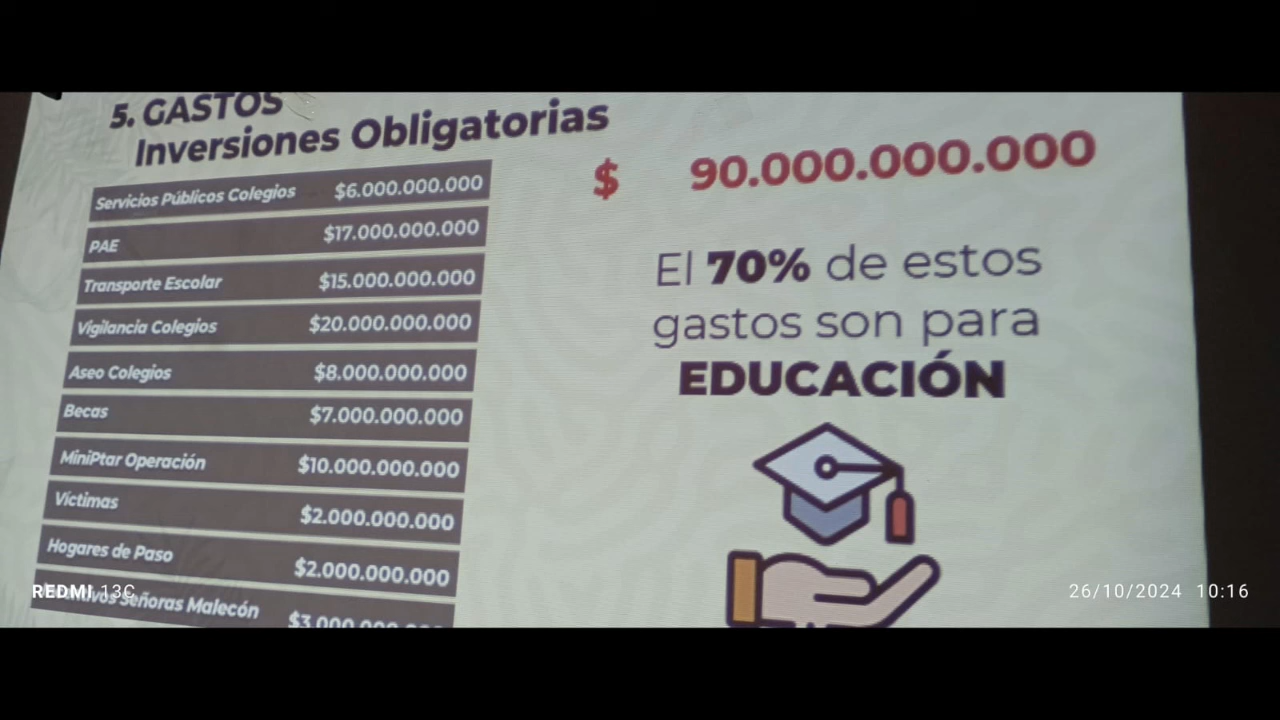 5. GASTOS
Inversiones Obligatorias
Servicios Públicos Colegios $6.000.000.000
PAE $17.000.000.000
Transporte Escolar $15.000.000.000
Vigilancia Colegios $20.000.000.000
Aseo Colegios $8.000.000.000
Becas $7.000.000.000
MiniPtar Operación $10.000.000.000
Víctimas $2.000.000.000
Hogares de Paso $2.000.000.000
Señoras Malecón
$ 90.000.000.000
El 70% de estos
gastos son para
EDUCACIÓN
REDMI 13C
26/10/2024 10:16